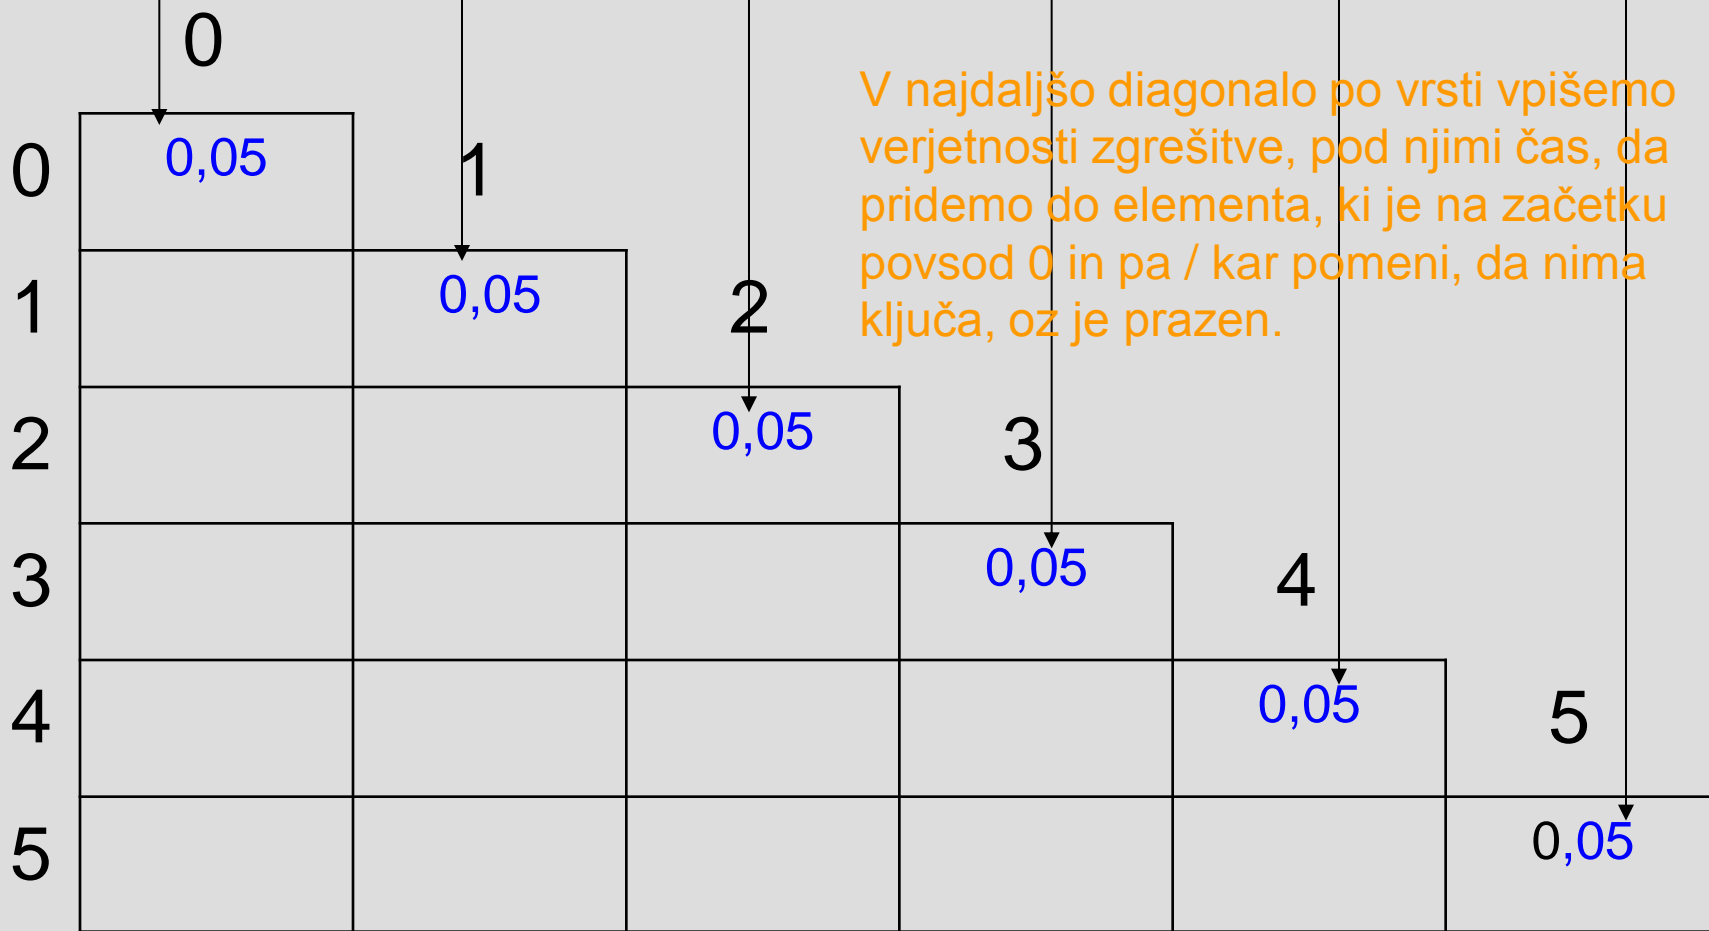 0
V najdaljšo diagonalo po vrsti vpišemo
verjetnosti zgrešitve, pod njimi čas, da
pridemo do elementa, ki je na začetku
povsod 0 in pa / kar pomeni, da nima
ključa, oz je prazen.
0 0,05 1
1 0,05 2
2 0,05 3
3 0,05 4
4 0,05 5
5 0,05